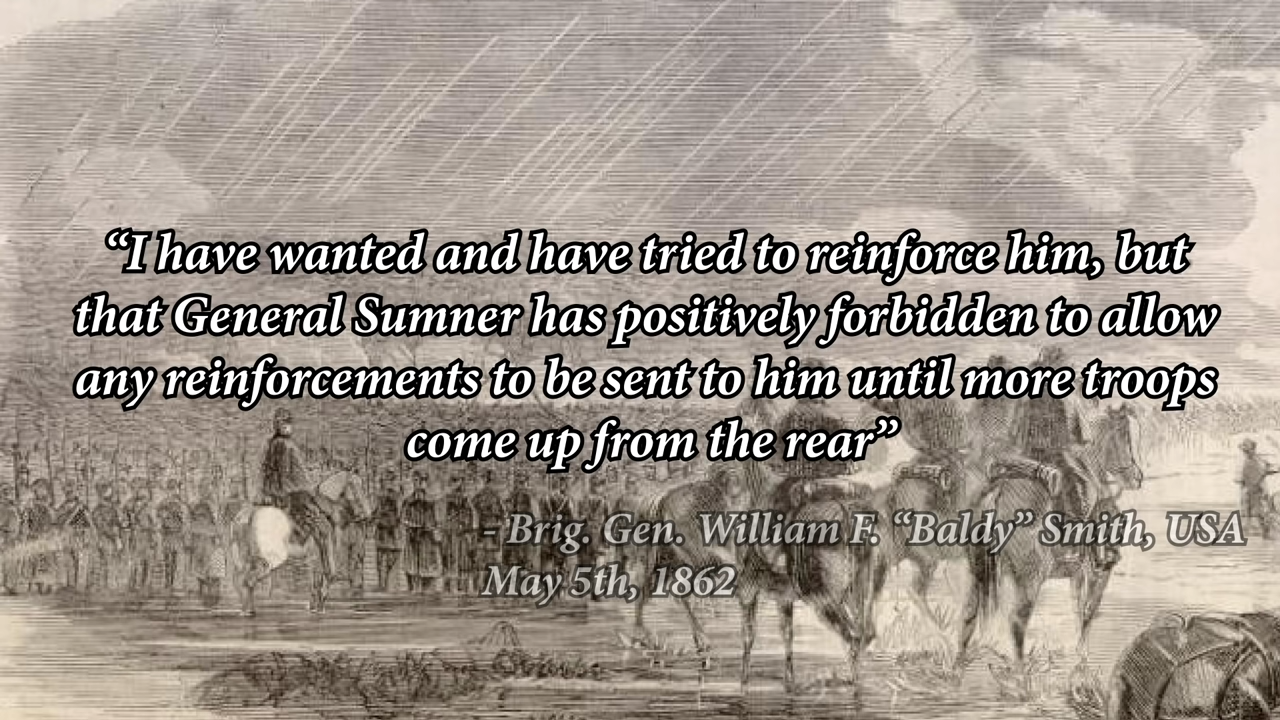 “I have wanted and have tried to reinforce him, but
that General Sumner has positively forbidden to allow
any reinforcements to be sent to him until more troops
come up from the rear”
- Brig. Gen. William F. “Baldy” Smith, USA
May 5th, 1862